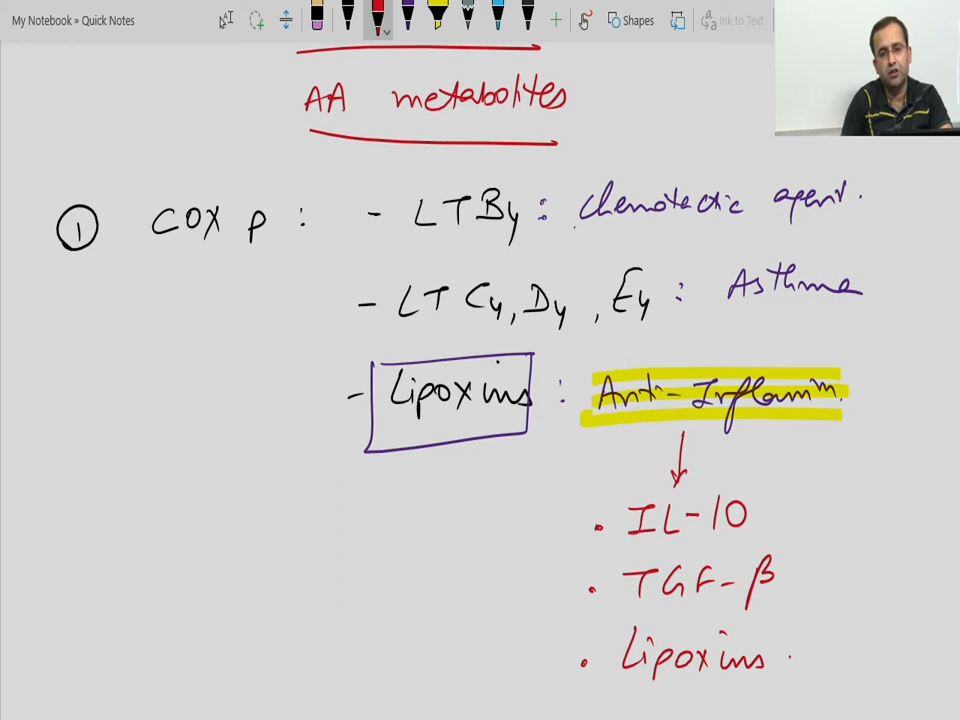 My Notebook » Quick Notes
Shapes
Ink to Text
AA metabolites
① COX p : - LTB4 : Chemotactic agent.
- LT C4, D4, E4 : Asthma
- Lipoxins : Anti-Inflamm.
• IL-10
• TGF-β
• Lipoxins.